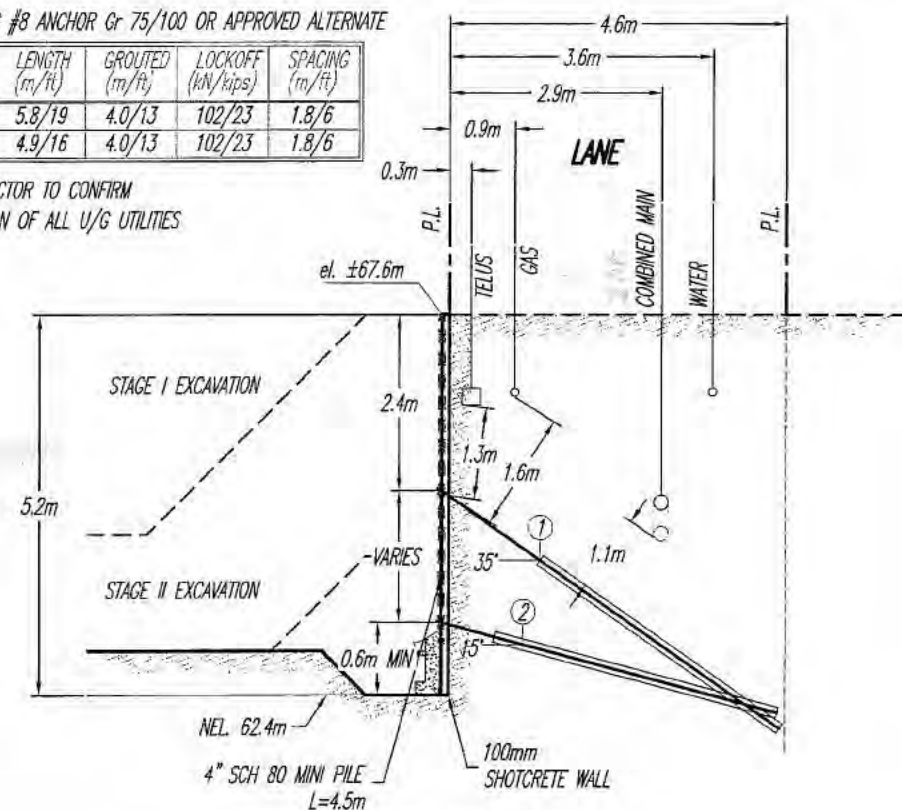 #8 ANCHOR Gr 75/100 OR APPROVED ALTERNATE
LENGTH (m/ft) GROUTED (m/ft) LOCKOFF (kN/kips) SPACING (m/ft)
5.8/19 4.0/13 102/23 1.8/6
4.9/16 4.0/13 102/23 1.8/6
CTOR TO CONFIRM
N OF ALL U/G UTILITIES
4.6m
3.6m
2.9m
0.9m
LANE
0.3m
P.L.
TELUS
GAS
COMBINED MAIN
WATER
P.L.
el. ±67.6m
STAGE I EXCAVATION
2.4m
1.3m
1.6m
5.2m
VARIES
1
35°
1.1m
STAGE II EXCAVATION
2
15°
0.6m MIN
NEL. 62.4m
100mm
SHOTCRETE WALL
4" SCH 80 MINI PILE
L=4.5m